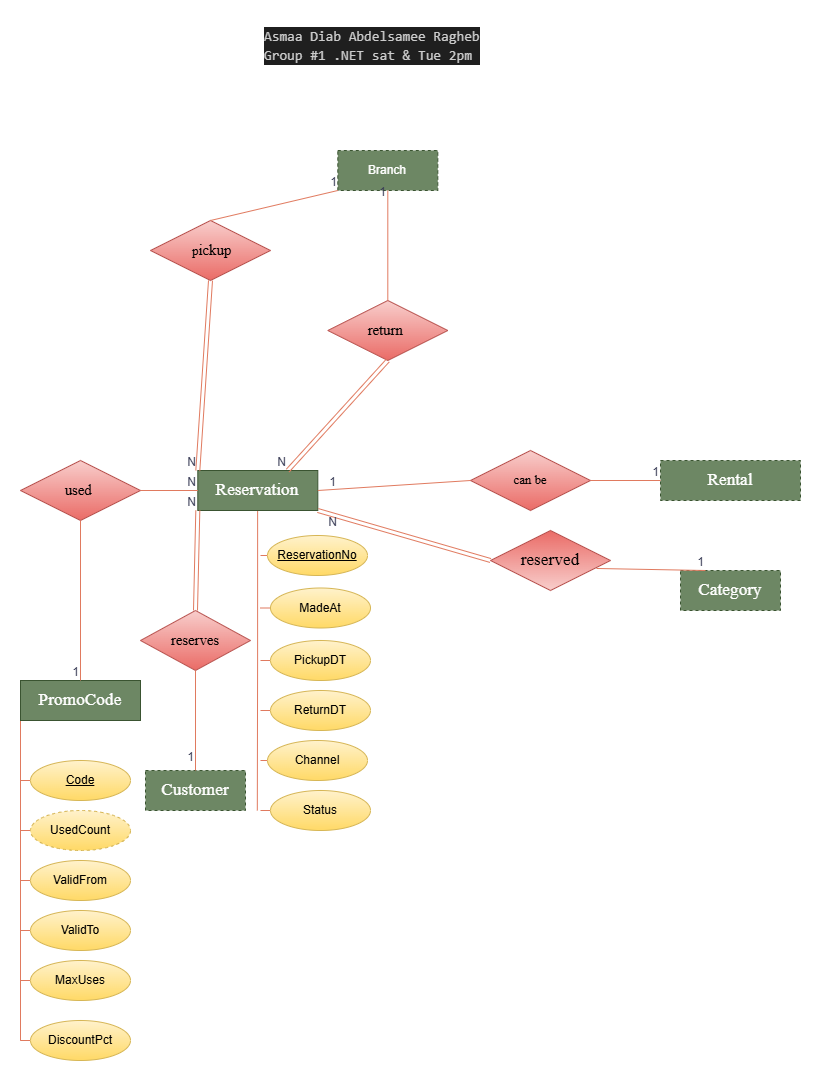 Asmaa Diab Abdelsamee Ragheb
Group #1 .NET sat & Tue 2pm
Branch
1
1
pickup
return
N
N
used
N
N
Reservation
1
can be
1
Rental
N
reserved
1
Category
ReservationNo
MadeAt
reserves
PickupDT
1
PromoCode
ReturnDT
1
Customer
Channel
Status
Code
UsedCount
ValidFrom
ValidTo
MaxUses
DiscountPct